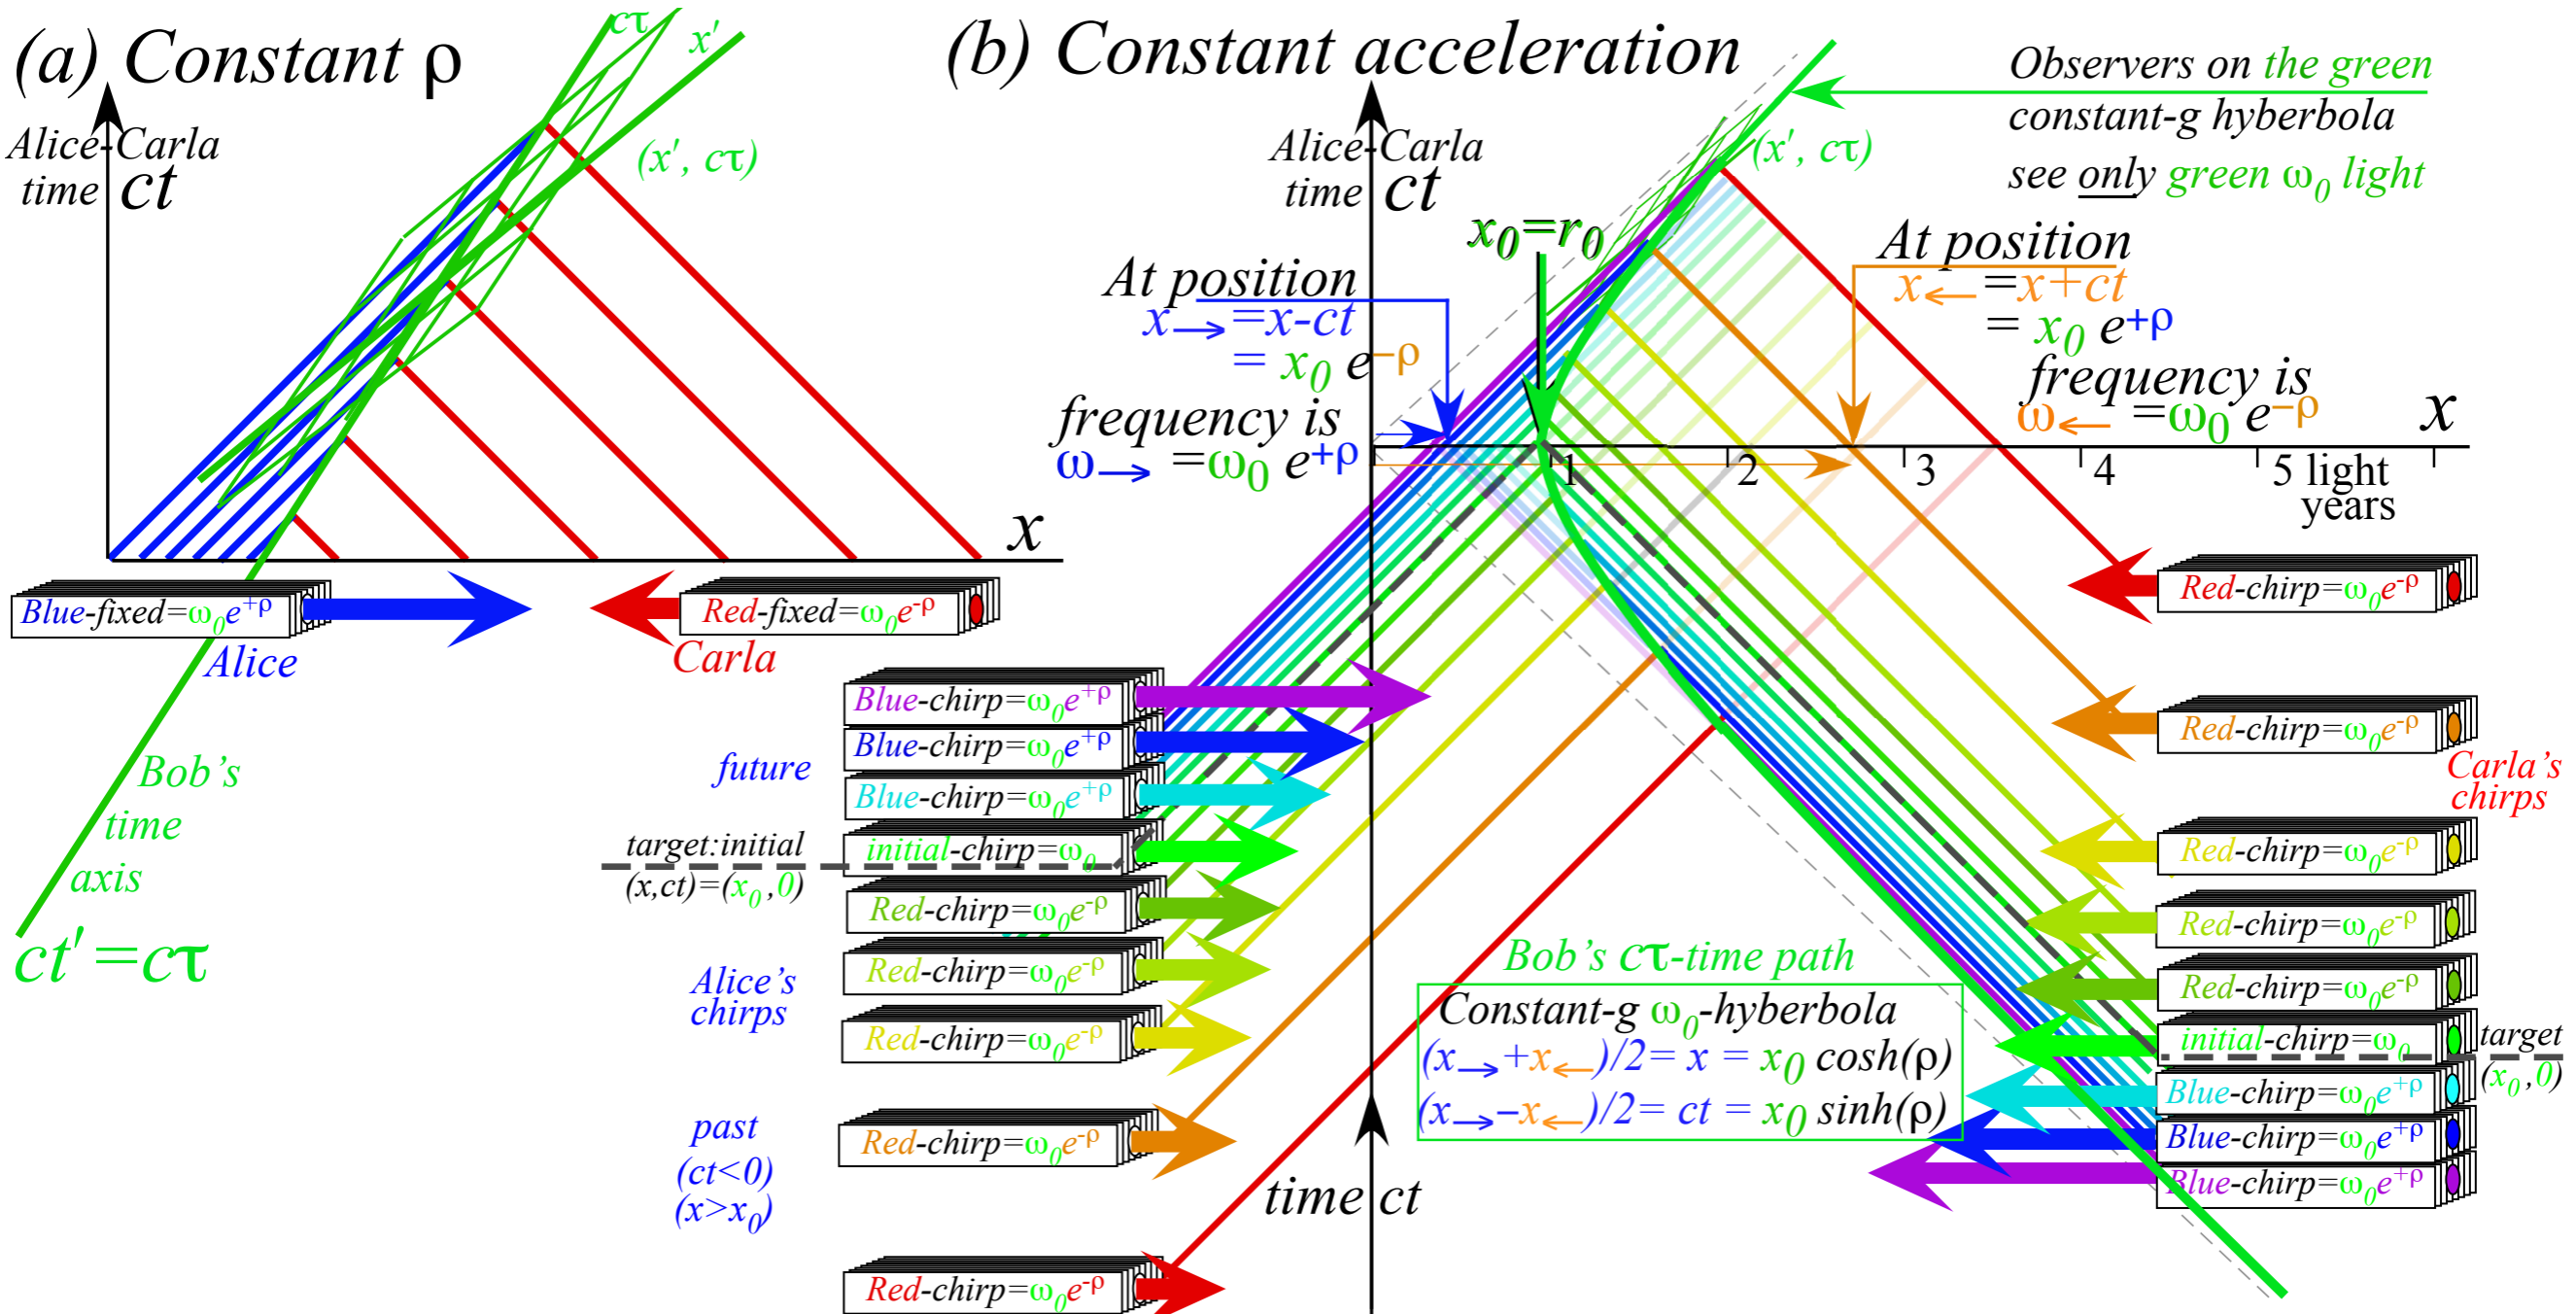 (a) Constant ρ
cτ
x′
Alice-Carla
time ct
(x′, cτ)
x
Blue-fixed=ω₀e⁺ᵖ
Red-fixed=ω₀e⁻ᵖ
Alice
Carla
Bob’s
time
axis
ct′=cτ
(b) Constant acceleration
Observers on the green
constant-g hyberbola
see only green ω₀ light
Alice-Carla
time ct
(x′, cτ)
x₀=r₀
At position
x→=x-ct
= x₀ e⁻ᵖ
frequency is
ω→ =ω₀ e⁺ᵖ
At position
x←=x+ct
= x₀ e⁺ᵖ
frequency is
ω← =ω₀ e⁻ᵖ
x
1
2
3
4
5 light
years
Blue-chirp=ω₀e⁺ᵖ
Blue-chirp=ω₀e⁺ᵖ
Blue-chirp=ω₀e⁺ᵖ
initial-chirp=ω₀
Red-chirp=ω₀e⁻ᵖ
Red-chirp=ω₀e⁻ᵖ
Red-chirp=ω₀e⁻ᵖ
Red-chirp=ω₀e⁻ᵖ
Red-chirp=ω₀e⁻ᵖ
future
target:initial
(x,ct)=(x₀,0)
Alice’s
chirps
past
(ct<0)
(x>x₀)
time ct
Bob’s cτ-time path
Constant-g ω₀-hyberbola
(x→+x←)/2= x = x₀ cosh(ρ)
(x→−x←)/2= ct = x₀ sinh(ρ)
Red-chirp=ω₀e⁻ᵖ
Red-chirp=ω₀e⁻ᵖ
Carla’s
chirps
Red-chirp=ω₀e⁻ᵖ
Red-chirp=ω₀e⁻ᵖ
Red-chirp=ω₀e⁻ᵖ
initial-chirp=ω₀
target
(x₀,0)
Blue-chirp=ω₀e⁺ᵖ
Blue-chirp=ω₀e⁺ᵖ
Blue-chirp=ω₀e⁺ᵖ